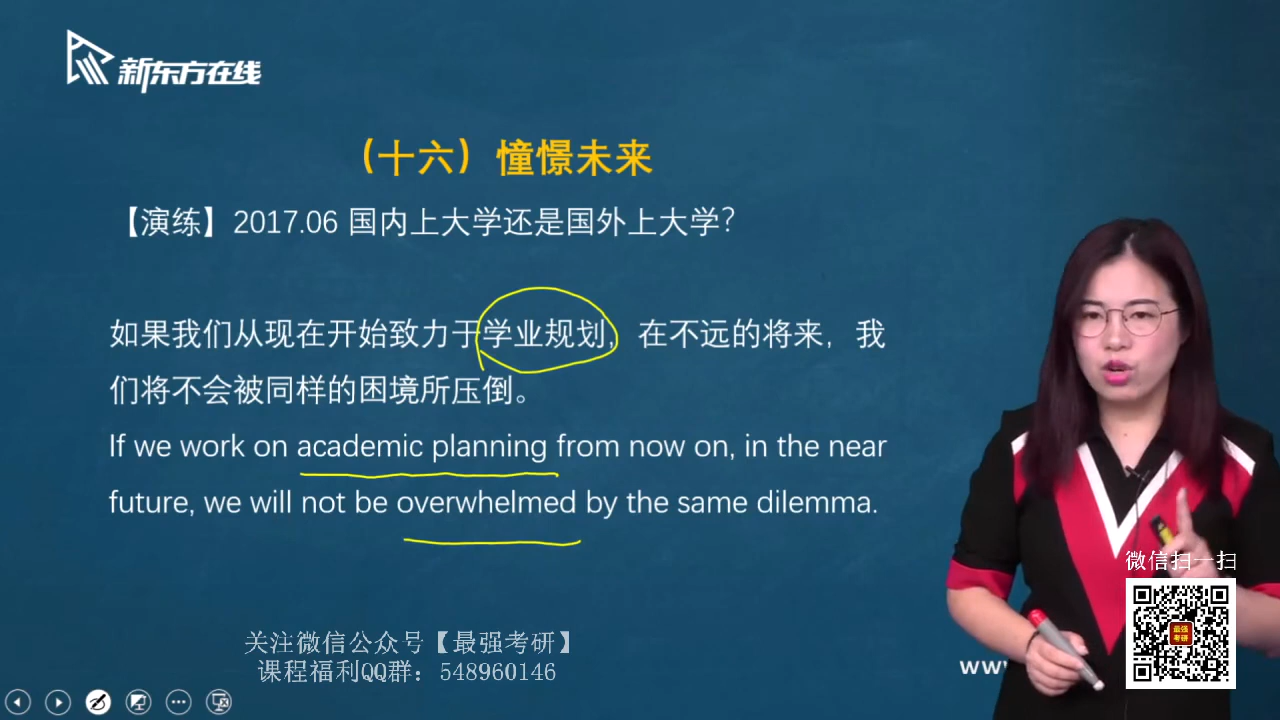 新东方在线
（十六）憧憬未来
【演练】2017.06 国内上大学还是国外上大学？
如果我们从现在开始致力于学业规划，在不远的将来，我
们将不会被同样的困境所压倒。
If we work on academic planning from now on, in the near
future, we will not be overwhelmed by the same dilemma.
微信扫一扫
最强
考研
关注微信公众号【最强考研】
课程福利QQ群：548960146
www